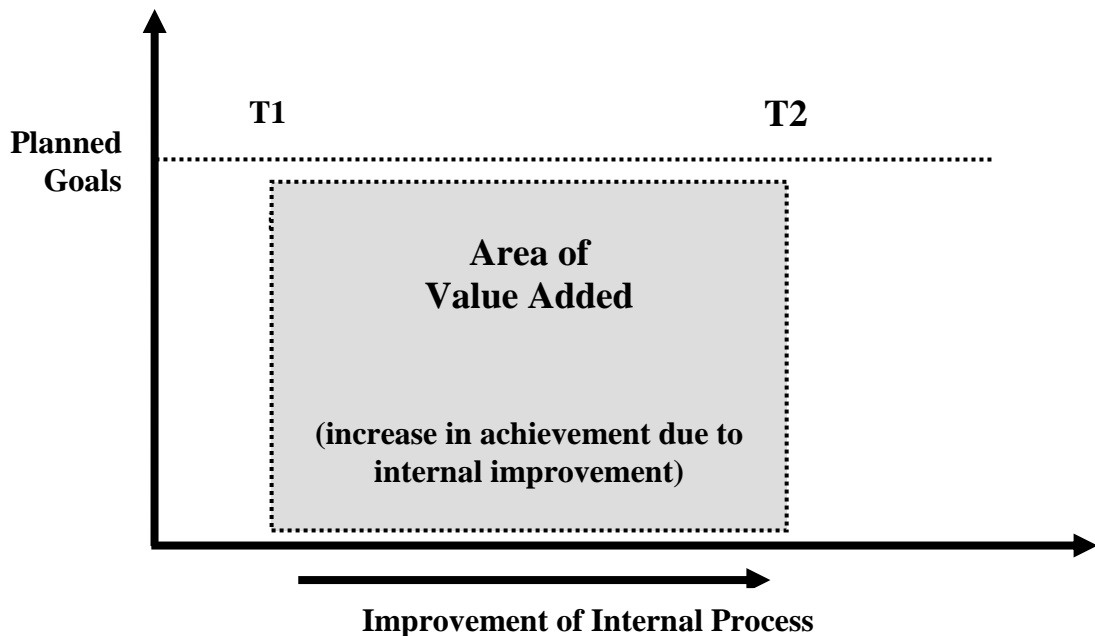 T1
T2
Planned
Goals
Area of
Value Added
(increase in achievement due to
internal improvement)
Improvement of Internal Process